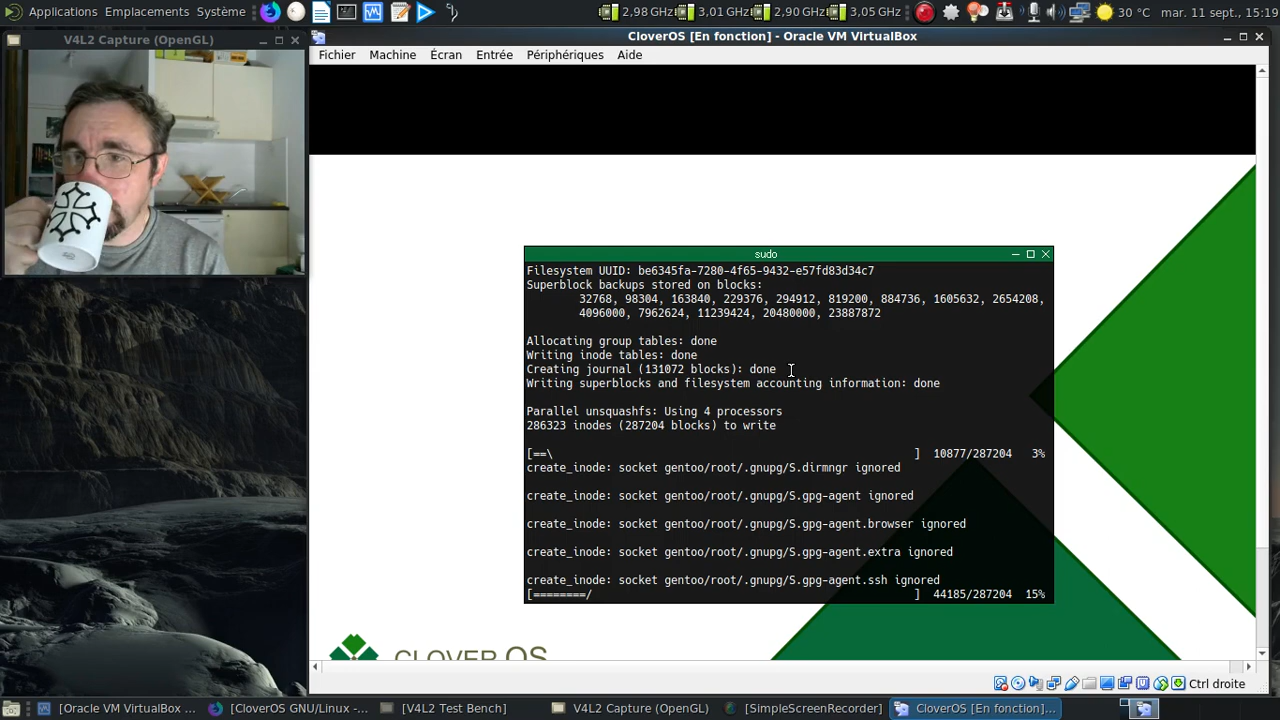 Applications Emplacements Système 2,98 GHz 3,01 GHz 2,90 GHz 3,05 GHz 30 °C mar. 11 sept., 15:19
V4L2 Capture (OpenGL)
CloverOS [En fonction] - Oracle VM VirtualBox
Fichier Machine Écran Entrée Périphériques Aide
sudo
Filesystem UUID: be6345fa-7280-4f65-9432-e57fd83d34c7
Superblock backups stored on blocks:
32768, 98304, 163840, 229376, 294912, 819200, 884736, 1605632, 2654208,
4096000, 7962624, 11239424, 20480000, 23887872
Allocating group tables: done
Writing inode tables: done
Creating journal (131072 blocks): done
Writing superblocks and filesystem accounting information: done
Parallel unsquashfs: Using 4 processors
286323 inodes (287204 blocks) to write
[==\ ] 10877/287204 3%
create_inode: socket gentoo/root/.gnupg/S.dirmngr ignored
create_inode: socket gentoo/root/.gnupg/S.gpg-agent ignored
create_inode: socket gentoo/root/.gnupg/S.gpg-agent.browser ignored
create_inode: socket gentoo/root/.gnupg/S.gpg-agent.extra ignored
create_inode: socket gentoo/root/.gnupg/S.gpg-agent.ssh ignored
[========/ ] 44185/287204 15%
CLOVER OS
Ctrl droite
[Oracle VM VirtualBox ... [CloverOS GNU/Linux -... [V4L2 Test Bench] V4L2 Capture (OpenGL) [SimpleScreenRecorder] CloverOS [En fonction]...